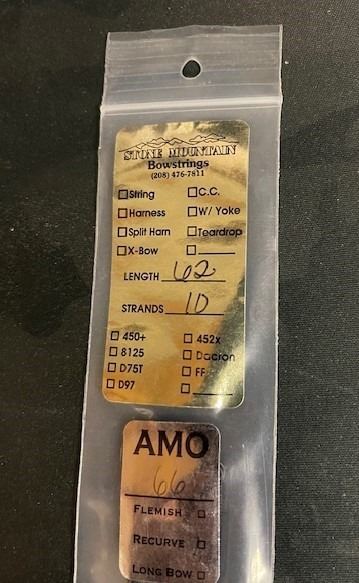 STONE MOUNTAIN
Bowstrings
(208) 476-7811
String C.C.
Harness W/ Yoke
Split Harn Teardrop
X-Bow
LENGTH 62
STRANDS 10
450+ 452x
8125 Dacron
D75T FF
D97
AMO
66
FLEMISH
RECURVE
LONG BOW